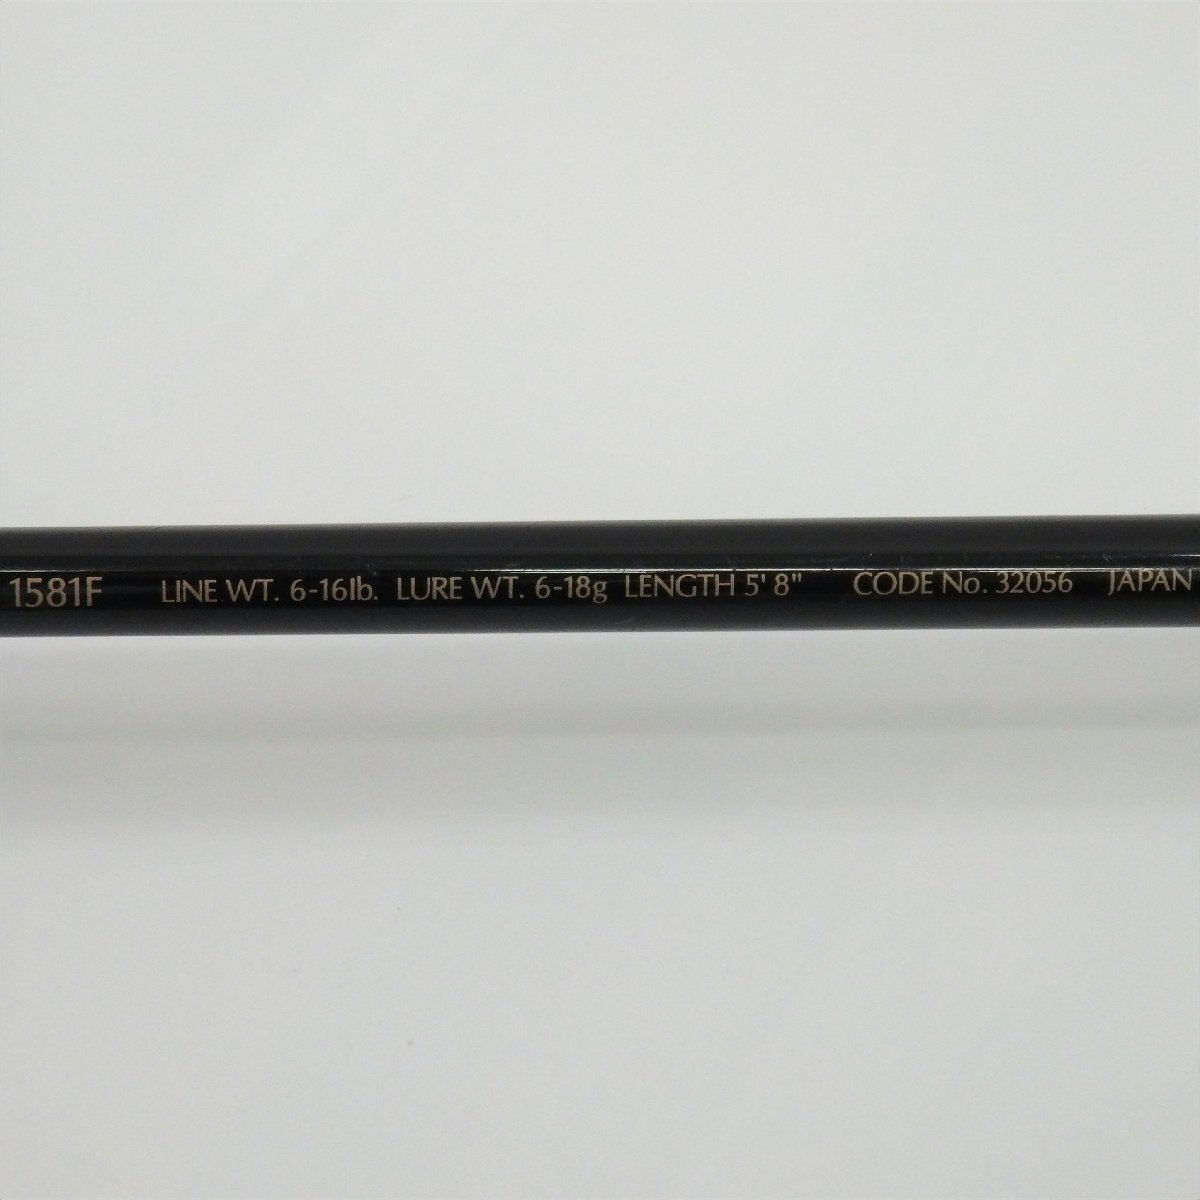 1581F LINE WT. 6-16lb. LURE WT. 6-18g LENGTH 5' 8" CODE No. 32056 JAPAN